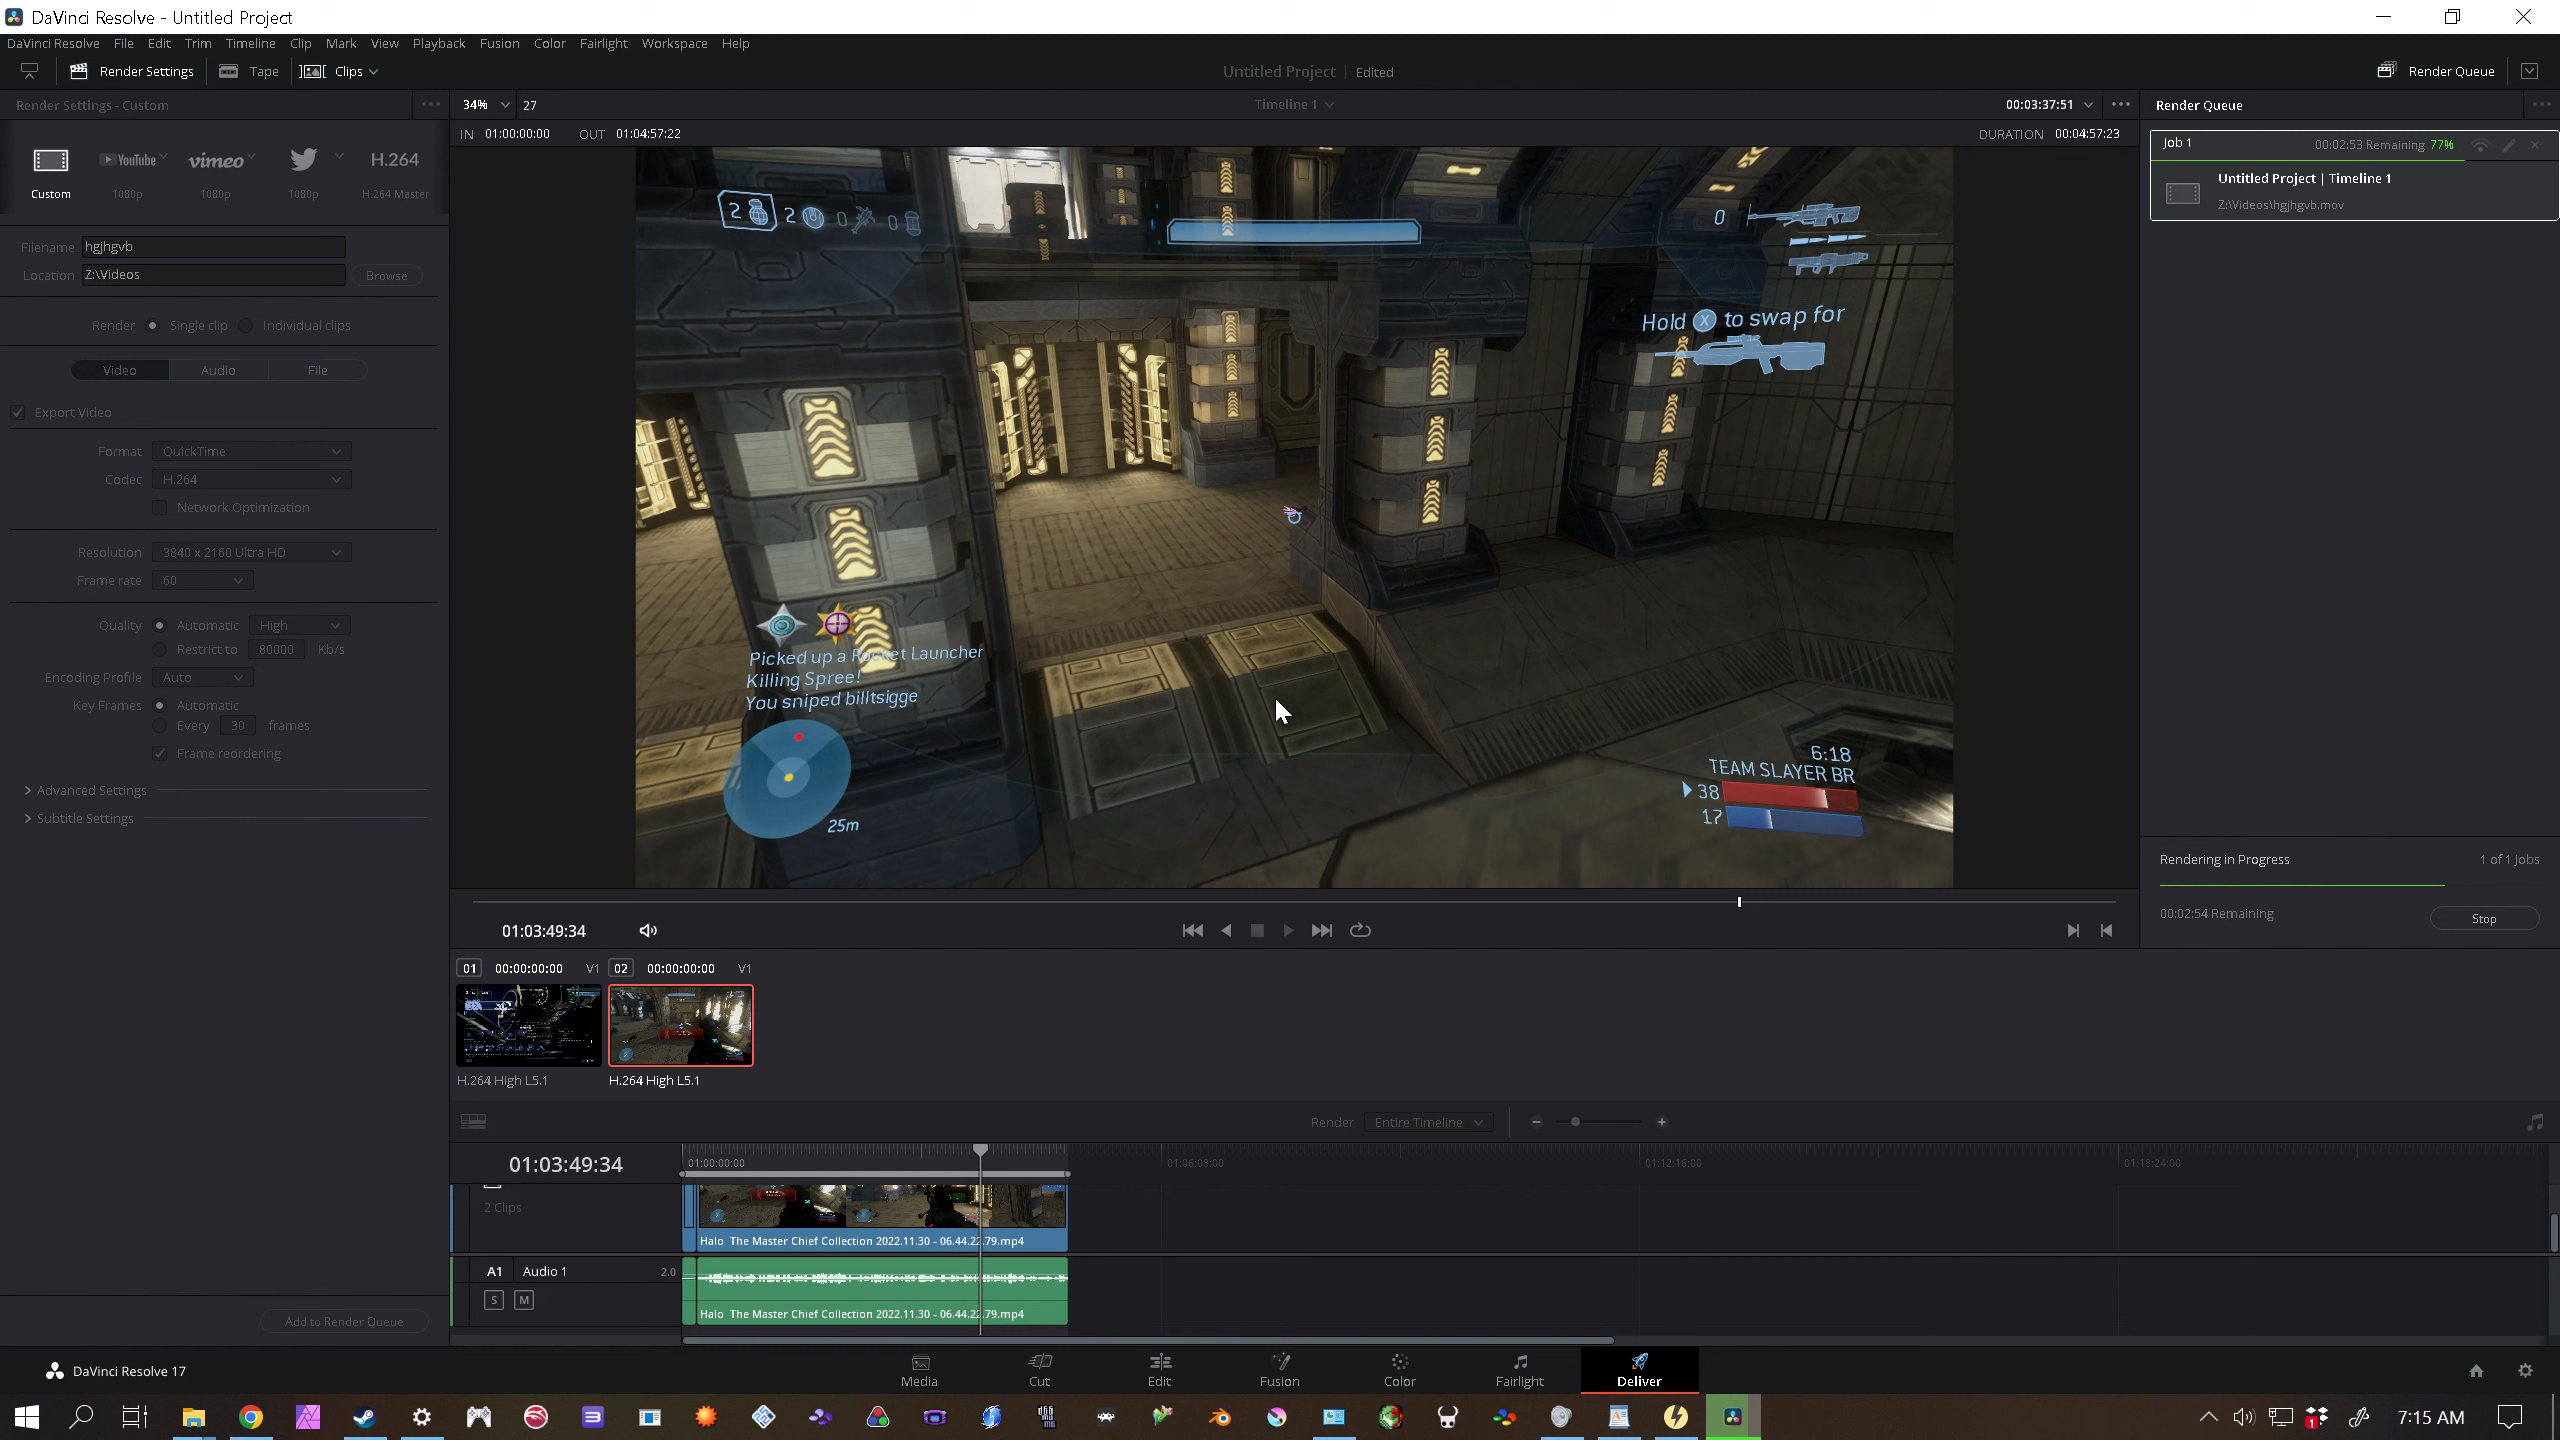 DaVinci Resolve - Untitled Project
DaVinci Resolve File Edit Trim Timeline Clip Mark View Playback Fusion Color Fairlight Workspace Help
Render Settings Tape Clips
Untitled Project Edited
Render Queue
Render Settings - Custom
34% 27
Timeline 1
00:03:37:51
Render Queue
IN 01:00:00:00 OUT 01:04:57:22
DURATION 00:04:57:23
Custom
YouTube
1080p
vimeo
1080p
1080p
H.264
H.264 Master
Job 1
00:02:53 Remaining 77%
Untitled Project | Timeline 1
Z:\Videos\hgjhgvb.mov
Filename hgjhgvb
Location Z:\Videos Browse
Render Single clip Individual clips
Video Audio File
Export Video
Format QuickTime
Codec H.264
Network Optimization
Resolution 3840 x 2160 Ultra HD
Frame rate 60
Quality Automatic High
Restrict to 80000 Kb/s
Encoding Profile Auto
Key Frames Automatic
Every 30 frames
Frame reordering
Advanced Settings
Subtitle Settings
2 2 0 0
0
Hold X to swap for
Picked up a Rocket Launcher
Killing Spree!
You sniped billtsigge
25m
6:18
TEAM SLAYER BR
38
17
Rendering in Progress 1 of 1 Jobs
00:02:54 Remaining Stop
01:03:49:34
01 00:00:00:00 V1
02 00:00:00:00 V1
H.264 High L5.1
H.264 High L5.1
Render Entire Timeline
01:03:49:34
01:00:00:00
01:06:08:00
01:12:16:00
01:18:24:00
2 Clips
Halo The Master Chief Collection 2022.11.30 - 06.44.22.79.mp4
A1 Audio 1 2.0
S M
Halo The Master Chief Collection 2022.11.30 - 06.44.22.79.mp4
Add to Render Queue
DaVinci Resolve 17
Media Cut Edit Fusion Color Fairlight Deliver
7:15 AM